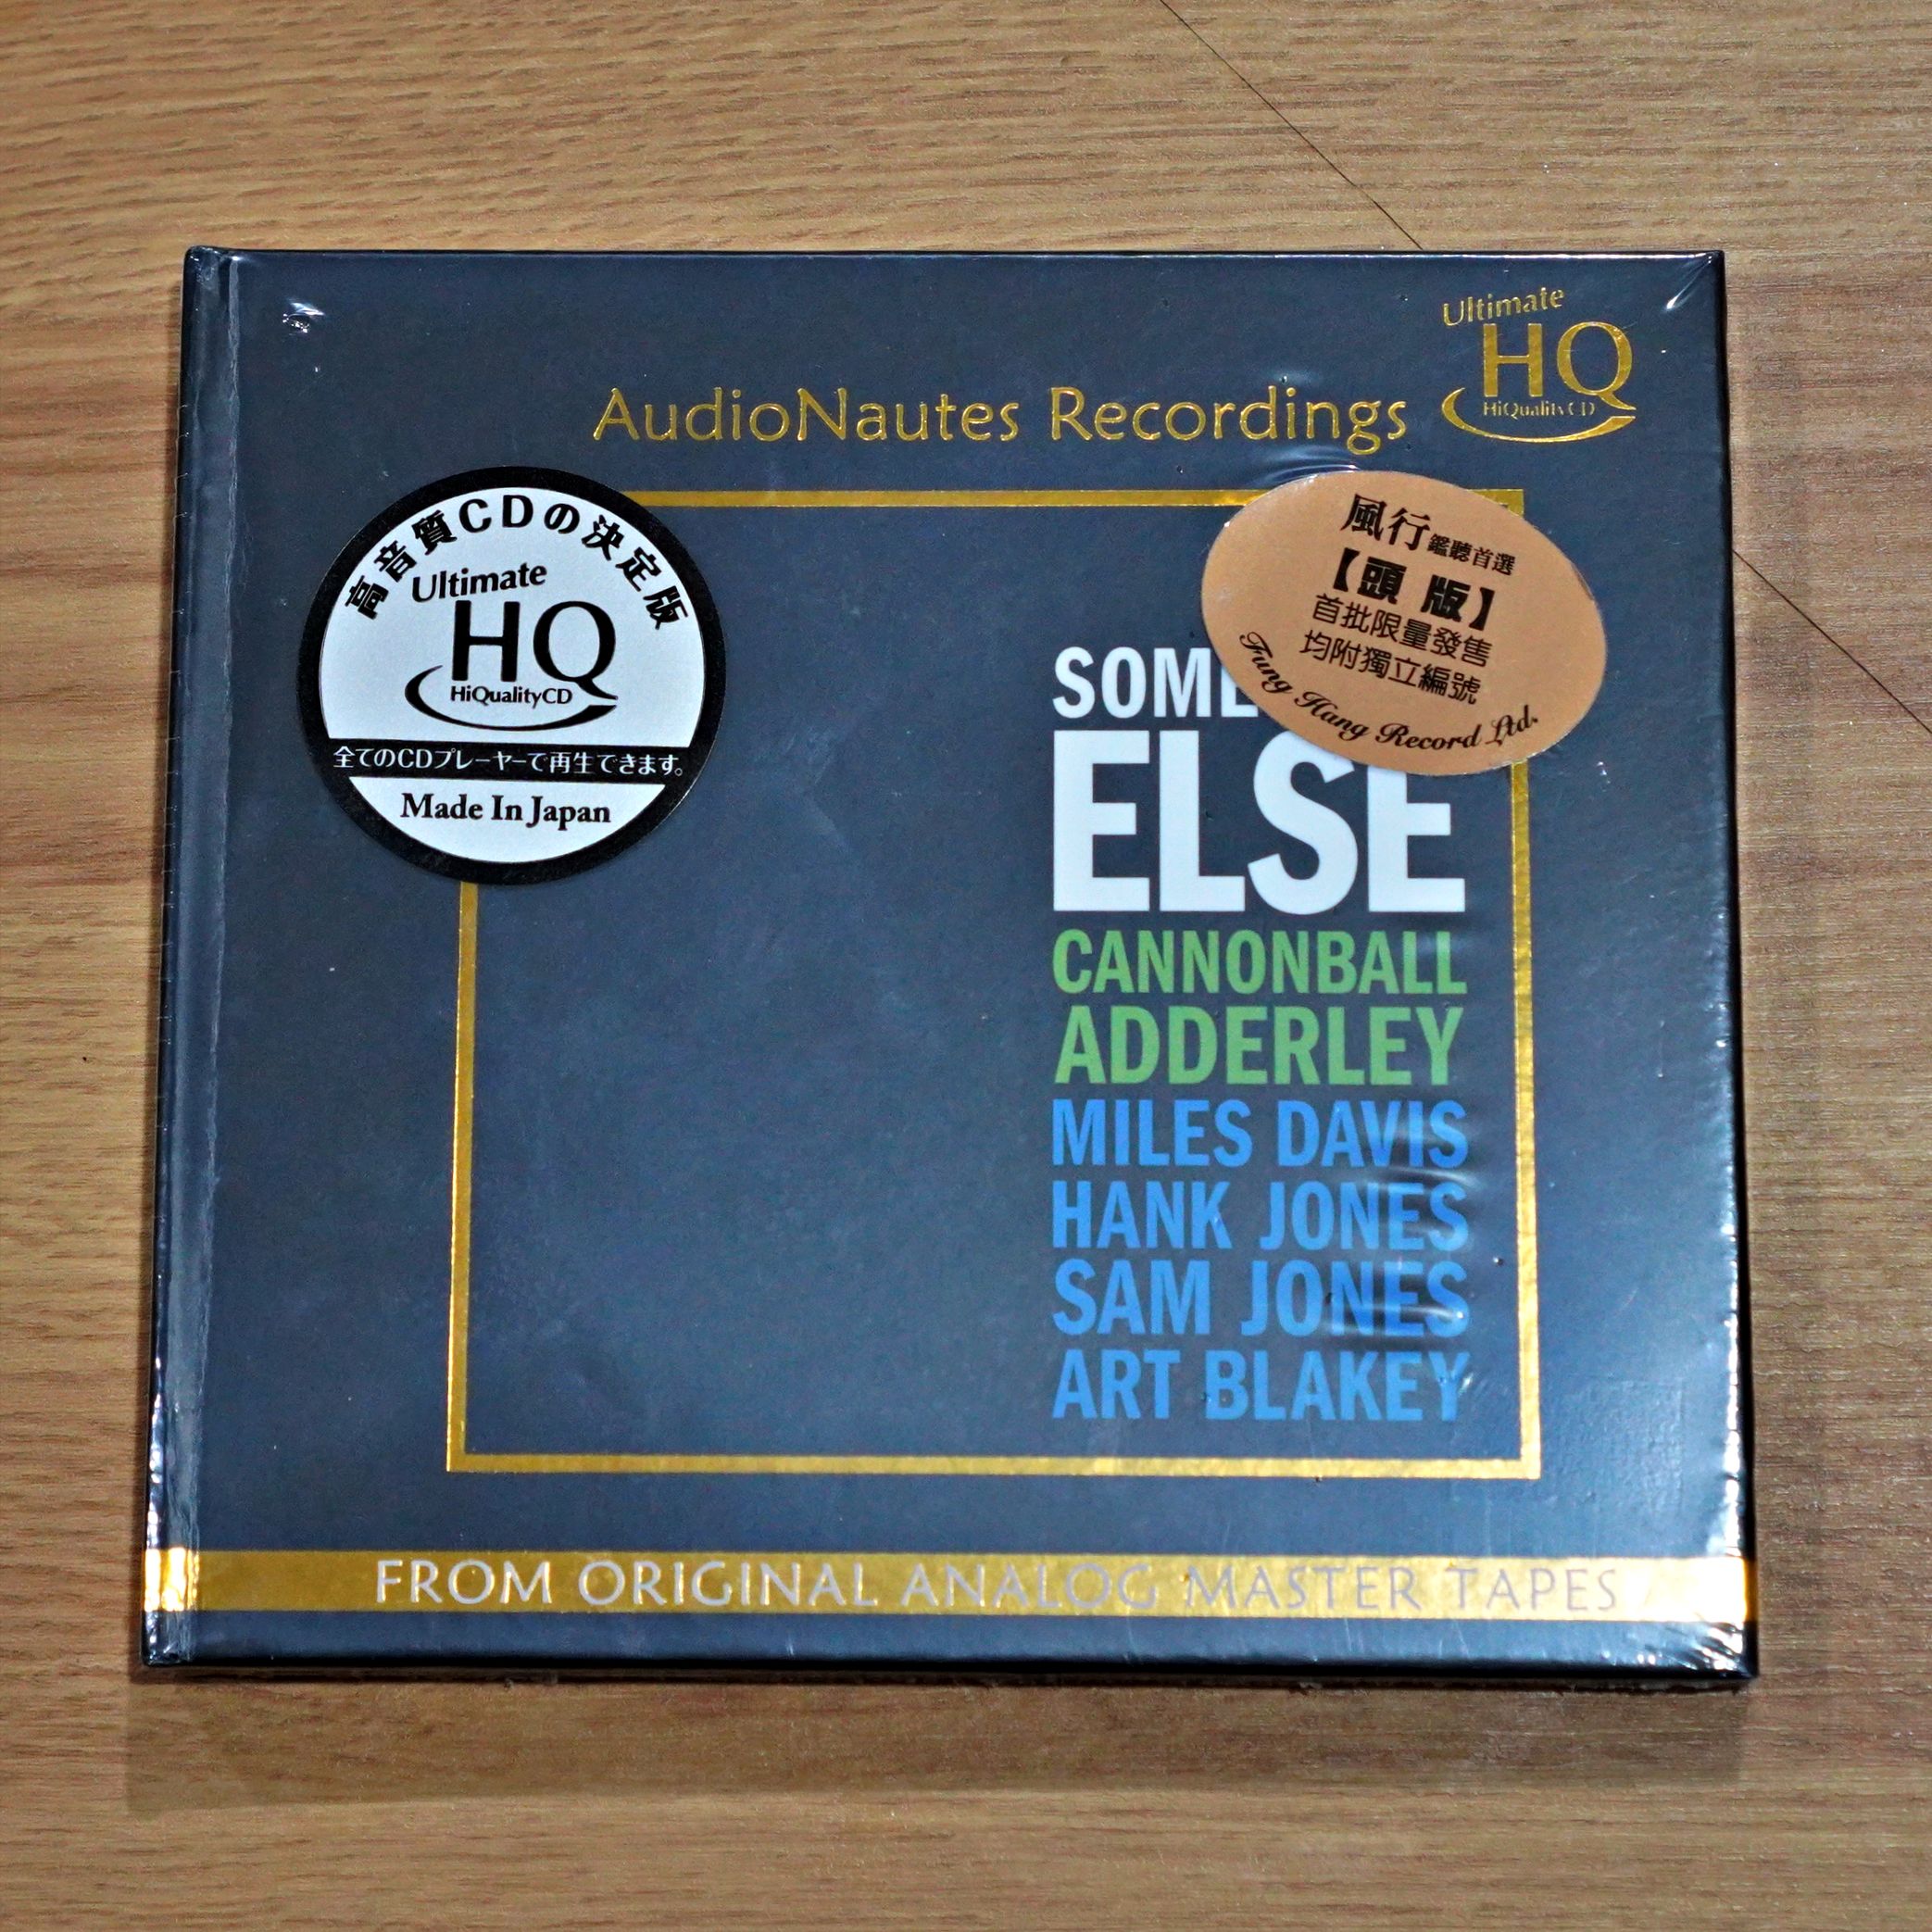 Ultimate
HQ
HiQualityCD
AudioNautes Recordings
高音質CDの決定版
Ultimate
HQ
HiQualityCD
全てのCDプレーヤーで再生できます。
Made In Japan
風行鑑聽首選
【頭版】
首批限量發售
均附獨立編號
Fung Hang Record Ltd.
SOME
ELSE
CANNONBALL
ADDERLEY
MILES DAVIS
HANK JONES
SAM JONES
ART BLAKEY
FROM ORIGINAL ANALOG MASTER TAPES